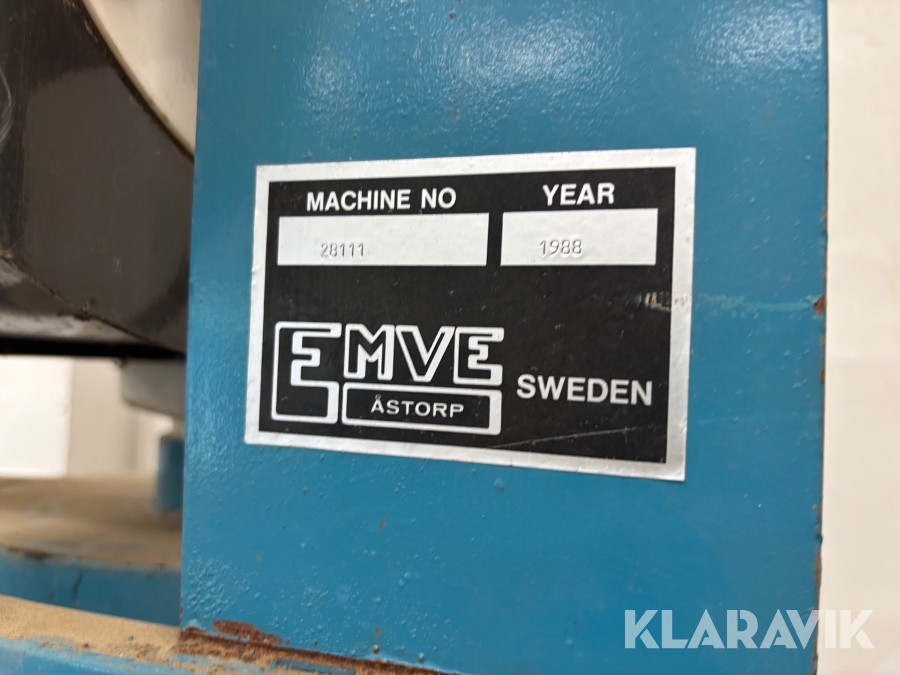 MACHINE NO YEAR
28111 1988
EMVE
ÅSTORP
SWEDEN
KLARAVIK